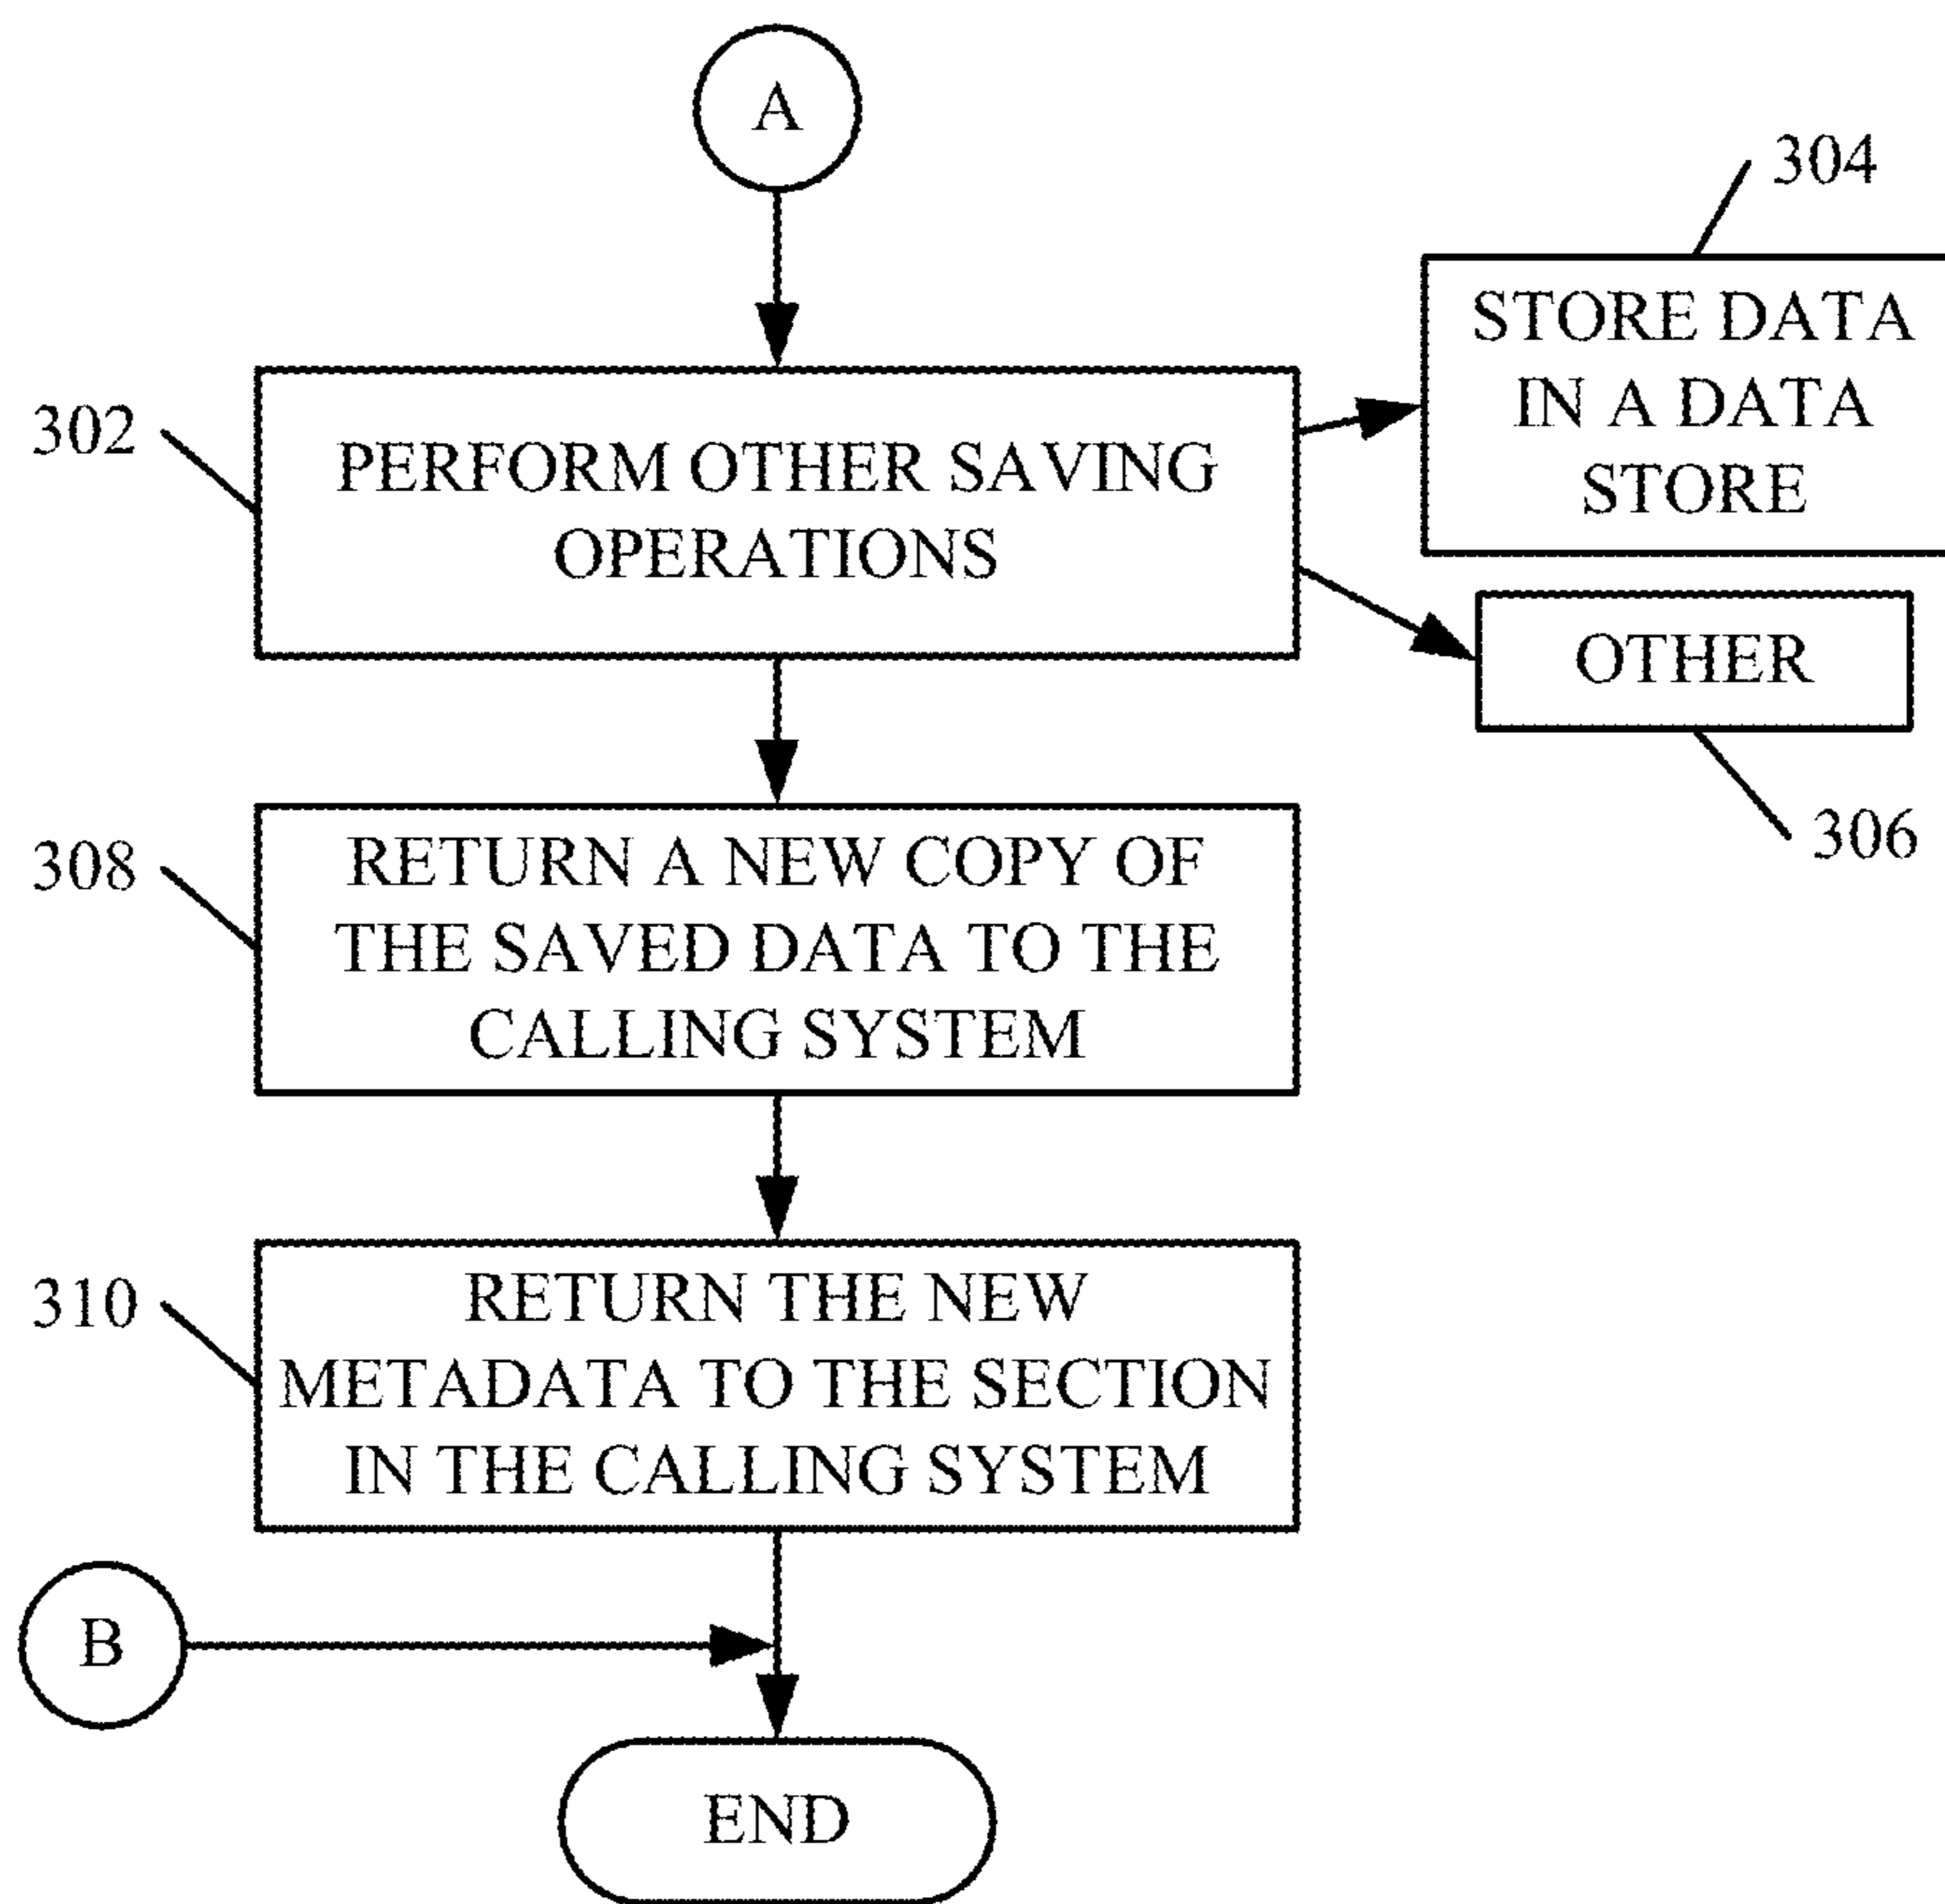 A
304
STORE DATA
IN A DATA
STORE
302
PERFORM OTHER SAVING
OPERATIONS
OTHER
306
308
RETURN A NEW COPY OF
THE SAVED DATA TO THE
CALLING SYSTEM
310
RETURN THE NEW
METADATA TO THE SECTION
IN THE CALLING SYSTEM
B
END